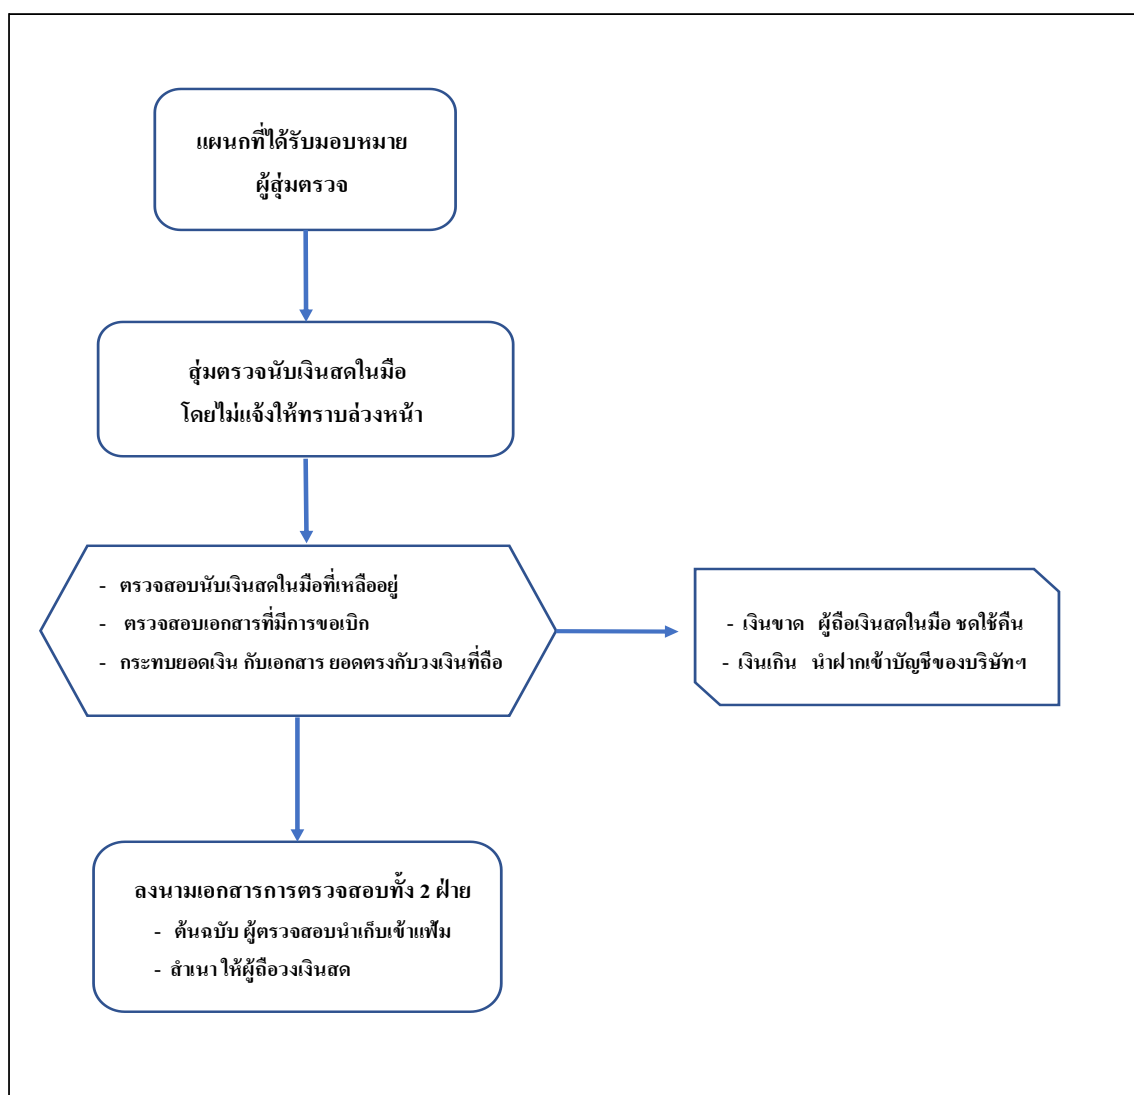 แผนกที่ได้รับมอบหมาย
ผู้สุ่มตรวจ
สุ่มตรวจนับเงินสดในมือ
โดยไม่แจ้งให้ทราบล่วงหน้า
- ตรวจสอบนับเงินสดในมือที่เหลืออยู่
- ตรวจสอบเอกสารที่มีการขอเบิก
- กระทบยอดเงิน กับเอกสาร ยอดตรงกับวงเงินที่ถือ
- เงินขาด ผู้ถือเงินสดในมือ ชดใช้คืน
- เงินเกิน นำฝากเข้าบัญชีของบริษัทฯ
ลงนามเอกสารการตรวจสอบทั้ง 2 ฝ่าย
- ต้นฉบับ ผู้ตรวจสอบนำเก็บเข้าแฟ้ม
- สำเนา ให้ผู้ถือวงเงินสด